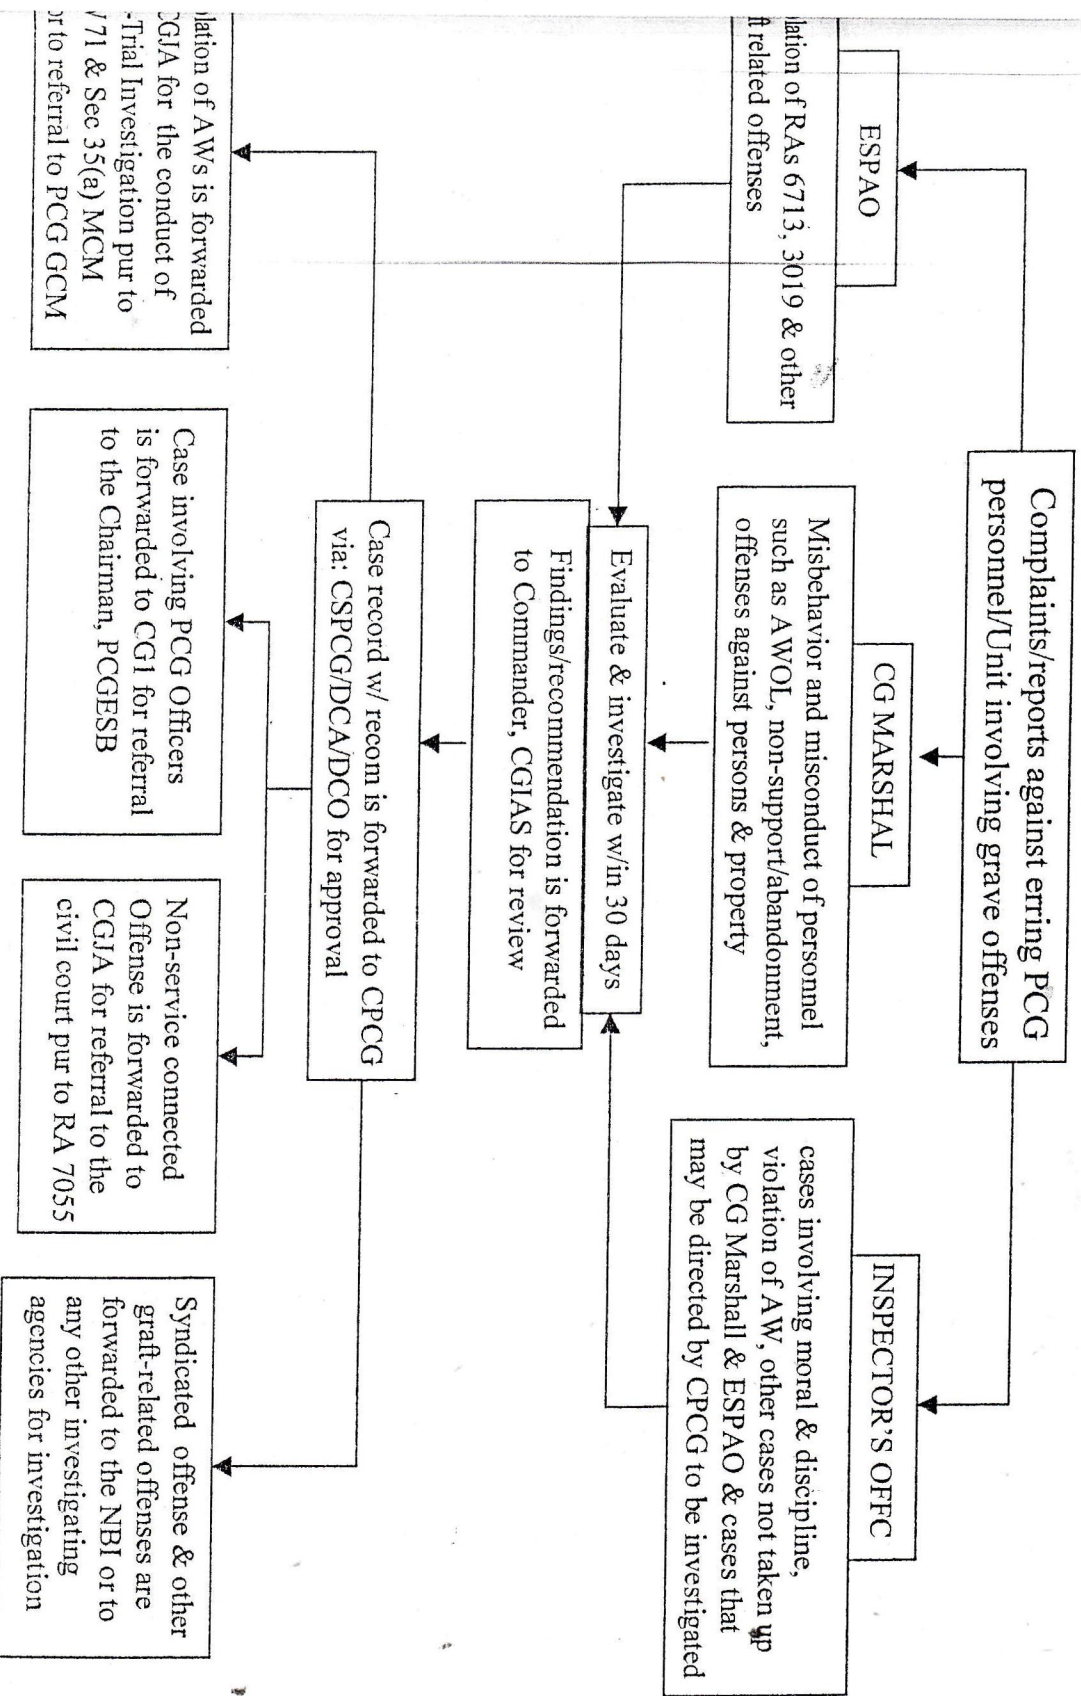 Complaints/reports against erring PCG
personnel/Unit involving grave offenses
ESPAO
CG MARSHAL
INSPECTOR'S OFFC
lation of RAs 6713, 3019 & other
ft related offenses
Misbehavior and misconduct of personnel
such as AWOL, non-support/abandonment,
offenses against persons & property
cases involving moral & discipline,
violation of AW, other cases not taken up
by CG Marshall & ESPAO & cases that
may be directed by CPCG to be investigated
Evaluate & investigate w/in 30 days
Findings/recommendation is forwarded
to Commander, CGIAS for review
Case record w/ recom is forwarded to CPCG
via: CSPCG/DCA/DCO for approval
lation of AWs is forwarded
CGJA for the conduct of
-Trial Investigation pur to
71 & Sec 35(a) MCM
or to referral to PCG GCM
Case involving PCG Officers
is forwarded to CG1 for referral
to the Chairman, PCGESB
Non-service connected
Offense is forwarded to
CGJA for referral to the
civil court pur to RA 7055
Syndicated offense & other
graft-related offenses are
forwarded to the NBI or to
any other investigating
agencies for investigation